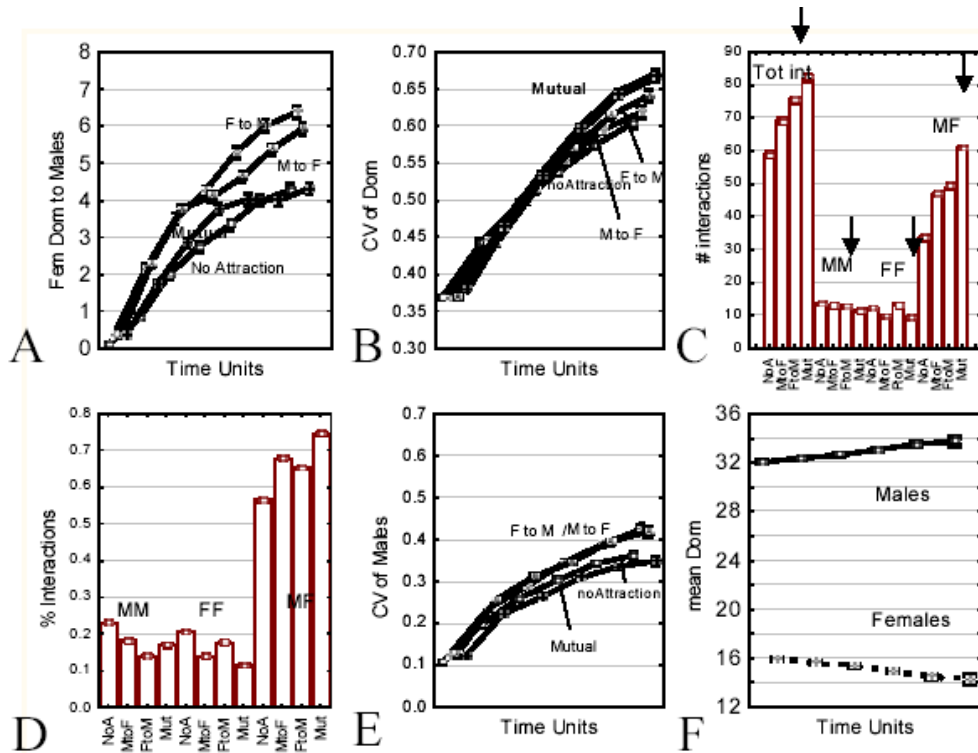 8
7
6
5
4
3
2
1
0
Fem Dom to Males
F to M
M to F
Mutual
No Attraction
A
Time Units
0.70
0.65
0.60
0.55
0.50
0.45
0.40
0.35
0.30
CV of Dom
Mutual
noAttraction
F to M
M to F
B
Time Units
90
80
70
60
50
40
30
20
10
0
# interactions
Tot int
MM
FF
MF
C
NoA
MtoF
FtoM
Mut
NoA
MtoF
FtoM
Mut
NoA
MtoF
FtoM
Mut
NoA
MtoF
FtoM
Mut
0.8
0.7
0.6
0.5
0.4
0.3
0.2
0.1
0.0
% Interactions
MM
FF
MF
D
NoA
MtoF
FtoM
Mut
NoA
MtoF
FtoM
Mut
NoA
MtoF
FtoM
Mut
0.7
0.6
0.5
0.4
0.3
0.2
0.1
0.0
CV of Males
F to M /M to F
noAttraction
Mutual
E
Time Units
36
32
28
24
20
16
12
mean Dom
Males
Females
F
Time Units